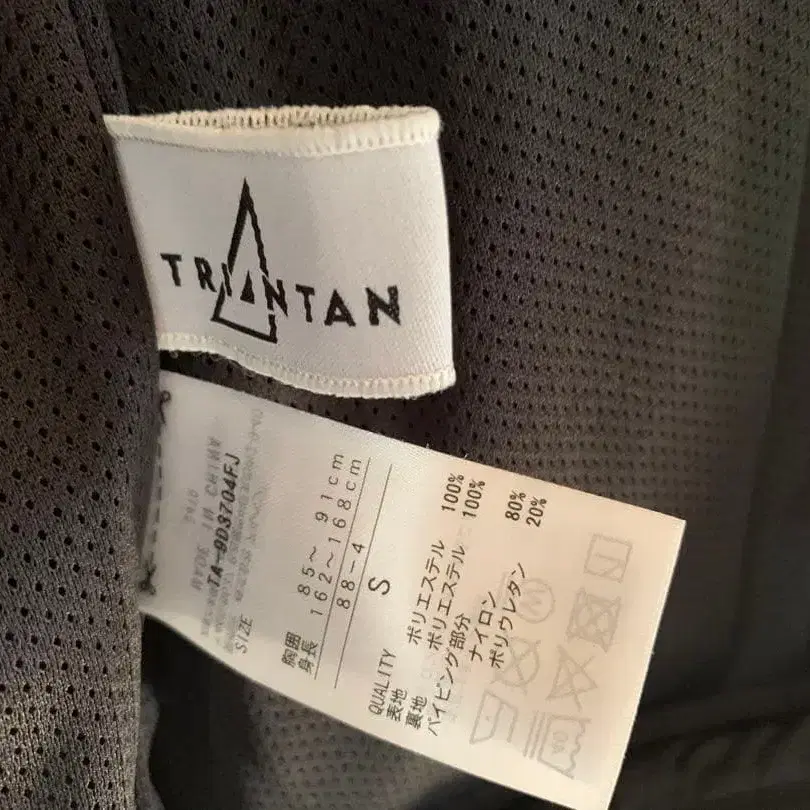 TRIANTAN
TA-9D3704FJ
SIZE
胸囲 85～ 91cm
身長 162～168cm
88-4
S
QUALITY
表地 ポリエステル 100%
裏地 ポリエステル 100%
パイピング部分
ナイロン 80%
ポリウレタン 20%